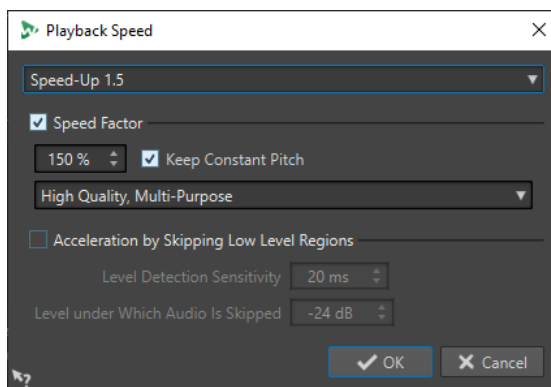 Playback Speed
Speed-Up 1.5
Speed Factor
150 %
Keep Constant Pitch
High Quality, Multi-Purpose
Acceleration by Skipping Low Level Regions
Level Detection Sensitivity
20 ms
Level under Which Audio Is Skipped
-24 dB
OK
Cancel
?